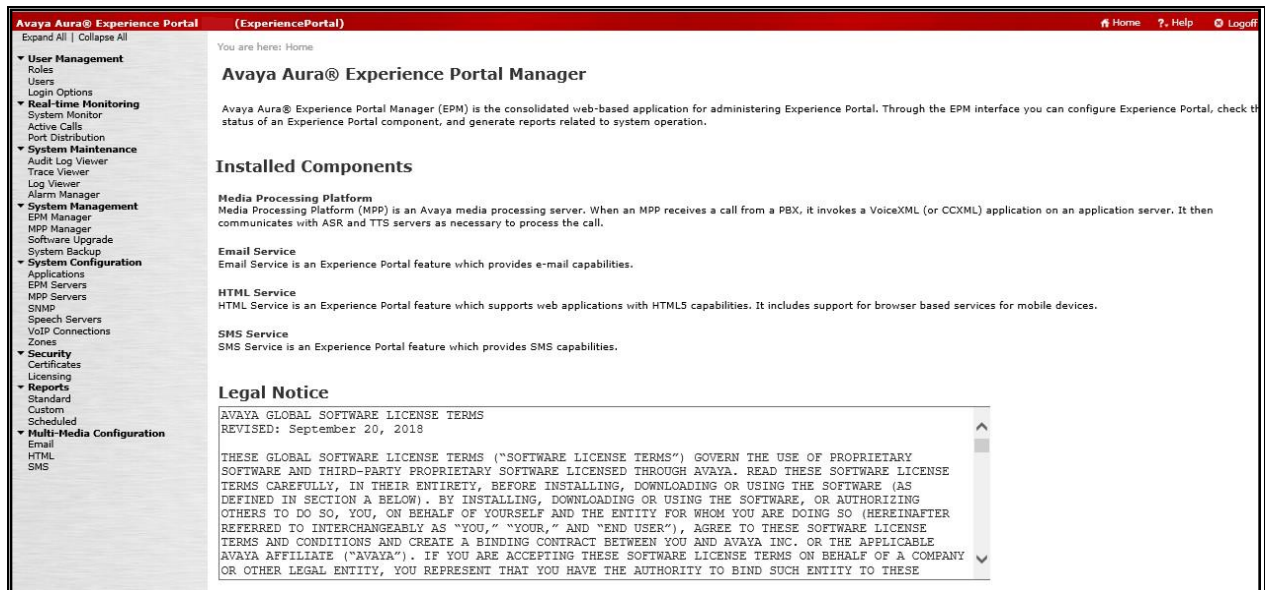 Avaya Aura® Experience Portal (ExperiencePortal) Home ?. Help Logoff
Expand All | Collapse All
User Management
Roles
Users
Login Options
Real-time Monitoring
System Monitor
Active Calls
Port Distribution
System Maintenance
Audit Log Viewer
Trace Viewer
Log Viewer
Alarm Manager
System Management
EPM Manager
MPP Manager
Software Upgrade
System Backup
System Configuration
Applications
EPM Servers
MPP Servers
SNMP
Speech Servers
VoIP Connections
Zones
Security
Certificates
Licensing
Reports
Standard
Custom
Scheduled
Multi-Media Configuration
Email
HTML
SMS
You are here: Home
Avaya Aura® Experience Portal Manager
Avaya Aura® Experience Portal Manager (EPM) is the consolidated web-based application for administering Experience Portal. Through the EPM interface you can configure Experience Portal, check th
status of an Experience Portal component, and generate reports related to system operation.
Installed Components
Media Processing Platform
Media Processing Platform (MPP) is an Avaya media processing server. When an MPP receives a call from a PBX, it invokes a VoiceXML (or CCXML) application on an application server. It then
communicates with ASR and TTS servers as necessary to process the call.
Email Service
Email Service is an Experience Portal feature which provides e-mail capabilities.
HTML Service
HTML Service is an Experience Portal feature which supports web applications with HTML5 capabilities. It includes support for browser based services for mobile devices.
SMS Service
SMS Service is an Experience Portal feature which provides SMS capabilities.
Legal Notice
AVAYA GLOBAL SOFTWARE LICENSE TERMS
REVISED: September 20, 2018
THESE GLOBAL SOFTWARE LICENSE TERMS (“SOFTWARE LICENSE TERMS”) GOVERN THE USE OF PROPRIETARY
SOFTWARE AND THIRD-PARTY PROPRIETARY SOFTWARE LICENSED THROUGH AVAYA. READ THESE SOFTWARE LICENSE
TERMS CAREFULLY, IN THEIR ENTIRETY, BEFORE INSTALLING, DOWNLOADING OR USING THE SOFTWARE (AS
DEFINED IN SECTION A BELOW). BY INSTALLING, DOWNLOADING OR USING THE SOFTWARE, OR AUTHORIZING
OTHERS TO DO SO, YOU, ON BEHALF OF YOURSELF AND THE ENTITY FOR WHOM YOU ARE DOING SO (HEREINAFTER
REFERRED TO INTERCHANGEABLY AS “YOU,” “YOUR,” AND “END USER”), AGREE TO THESE SOFTWARE LICENSE
TERMS AND CONDITIONS AND CREATE A BINDING CONTRACT BETWEEN YOU AND AVAYA INC. OR THE APPLICABLE
AVAYA AFFILIATE (“AVAYA”). IF YOU ARE ACCEPTING THESE SOFTWARE LICENSE TERMS ON BEHALF OF A COMPANY
OR OTHER LEGAL ENTITY, YOU REPRESENT THAT YOU HAVE THE AUTHORITY TO BIND SUCH ENTITY TO THESE